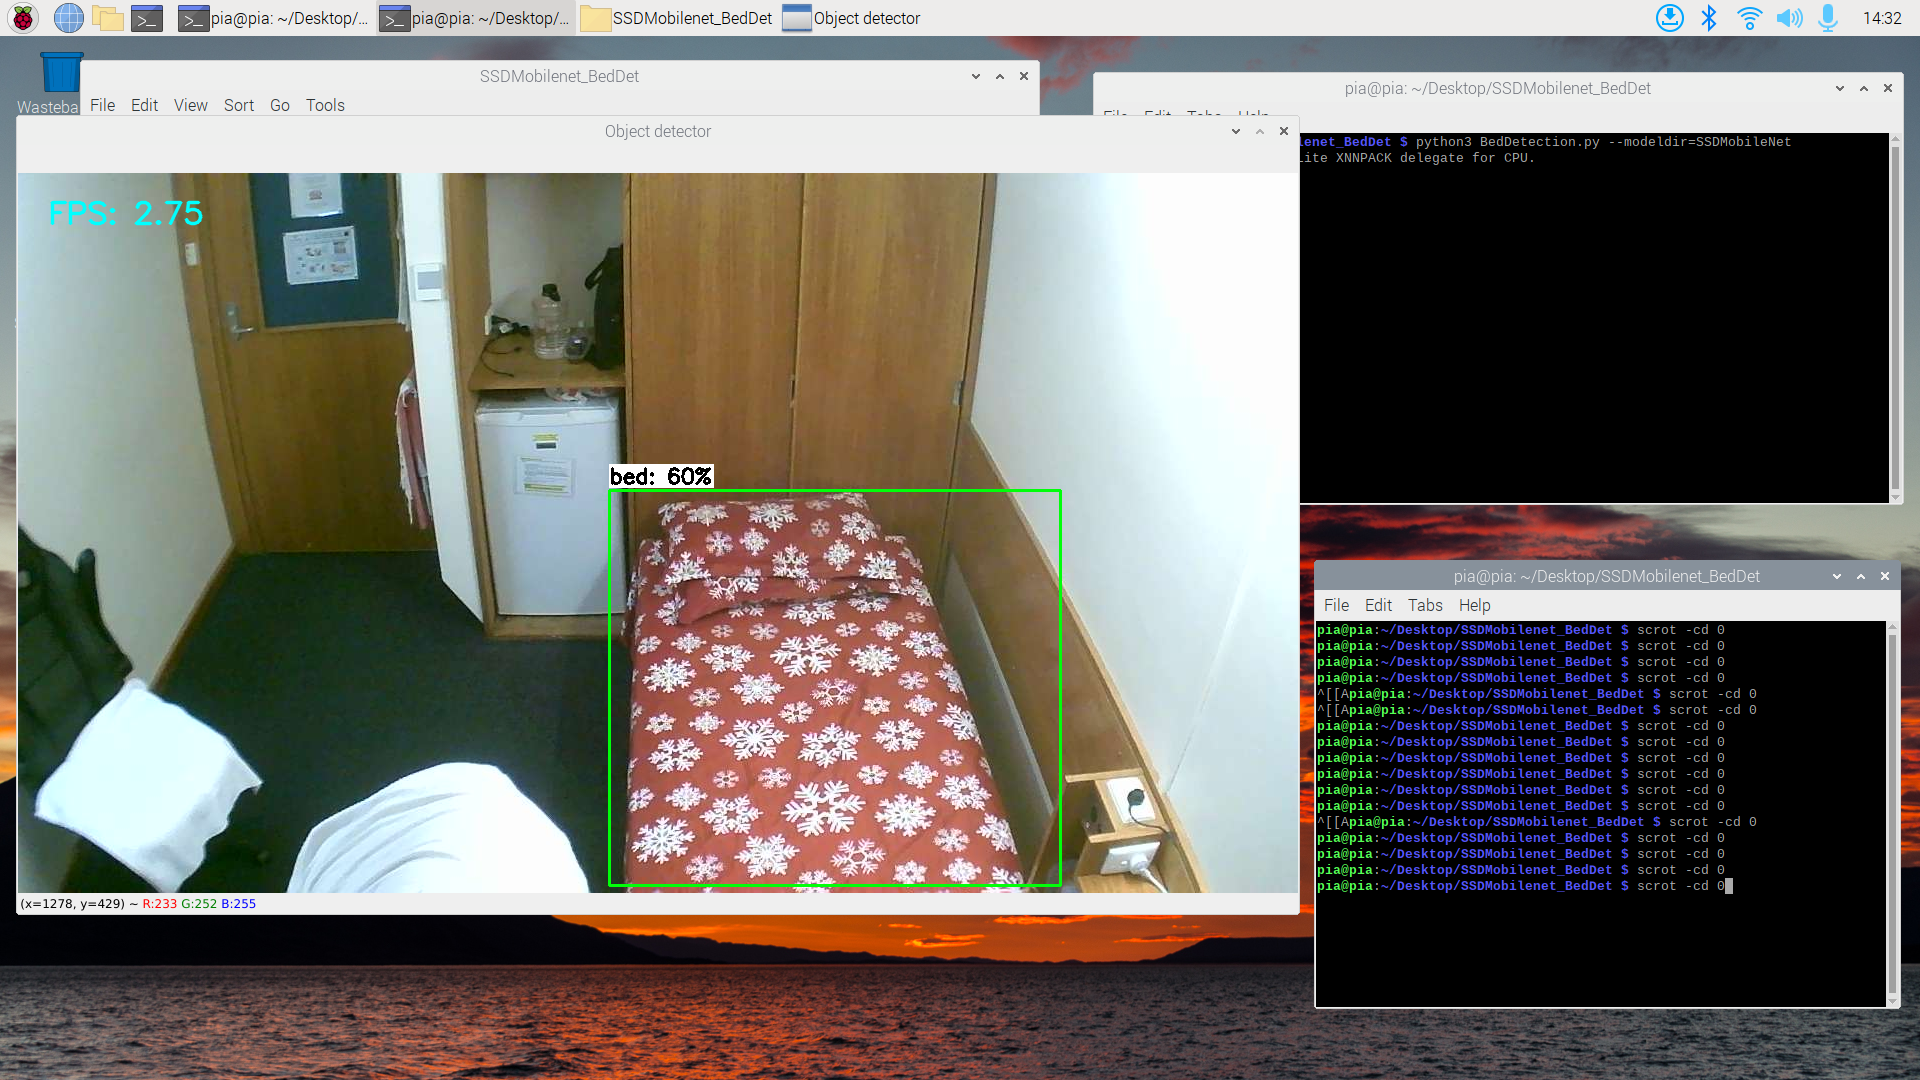 pia@pia: ~/Desktop/...
pia@pia: ~/Desktop/...
SSDMobilenet_BedDet
Object detector
14:32
Wasteba
SSDMobilenet_BedDet
File Edit View Sort Go Tools
pia@pia: ~/Desktop/SSDMobilenet_BedDet
File Edit Tabs Help
lenet_BedDet $ python3 BedDetection.py --modeldir=SSDMobileNet
Lite XNNPACK delegate for CPU.
Object detector
FPS: 2.75
bed: 60%
(x=1278, y=429) ~ R:233 G:252 B:255
pia@pia: ~/Desktop/SSDMobilenet_BedDet
File Edit Tabs Help
pia@pia:~/Desktop/SSDMobilenet_BedDet $ scrot -cd 0
pia@pia:~/Desktop/SSDMobilenet_BedDet $ scrot -cd 0
pia@pia:~/Desktop/SSDMobilenet_BedDet $ scrot -cd 0
pia@pia:~/Desktop/SSDMobilenet_BedDet $ scrot -cd 0
^[[Apia@pia:~/Desktop/SSDMobilenet_BedDet $ scrot -cd 0
^[[Apia@pia:~/Desktop/SSDMobilenet_BedDet $ scrot -cd 0
pia@pia:~/Desktop/SSDMobilenet_BedDet $ scrot -cd 0
pia@pia:~/Desktop/SSDMobilenet_BedDet $ scrot -cd 0
pia@pia:~/Desktop/SSDMobilenet_BedDet $ scrot -cd 0
pia@pia:~/Desktop/SSDMobilenet_BedDet $ scrot -cd 0
pia@pia:~/Desktop/SSDMobilenet_BedDet $ scrot -cd 0
pia@pia:~/Desktop/SSDMobilenet_BedDet $ scrot -cd 0
^[[Apia@pia:~/Desktop/SSDMobilenet_BedDet $ scrot -cd 0
pia@pia:~/Desktop/SSDMobilenet_BedDet $ scrot -cd 0
pia@pia:~/Desktop/SSDMobilenet_BedDet $ scrot -cd 0
pia@pia:~/Desktop/SSDMobilenet_BedDet $ scrot -cd 0
pia@pia:~/Desktop/SSDMobilenet_BedDet $ scrot -cd 0